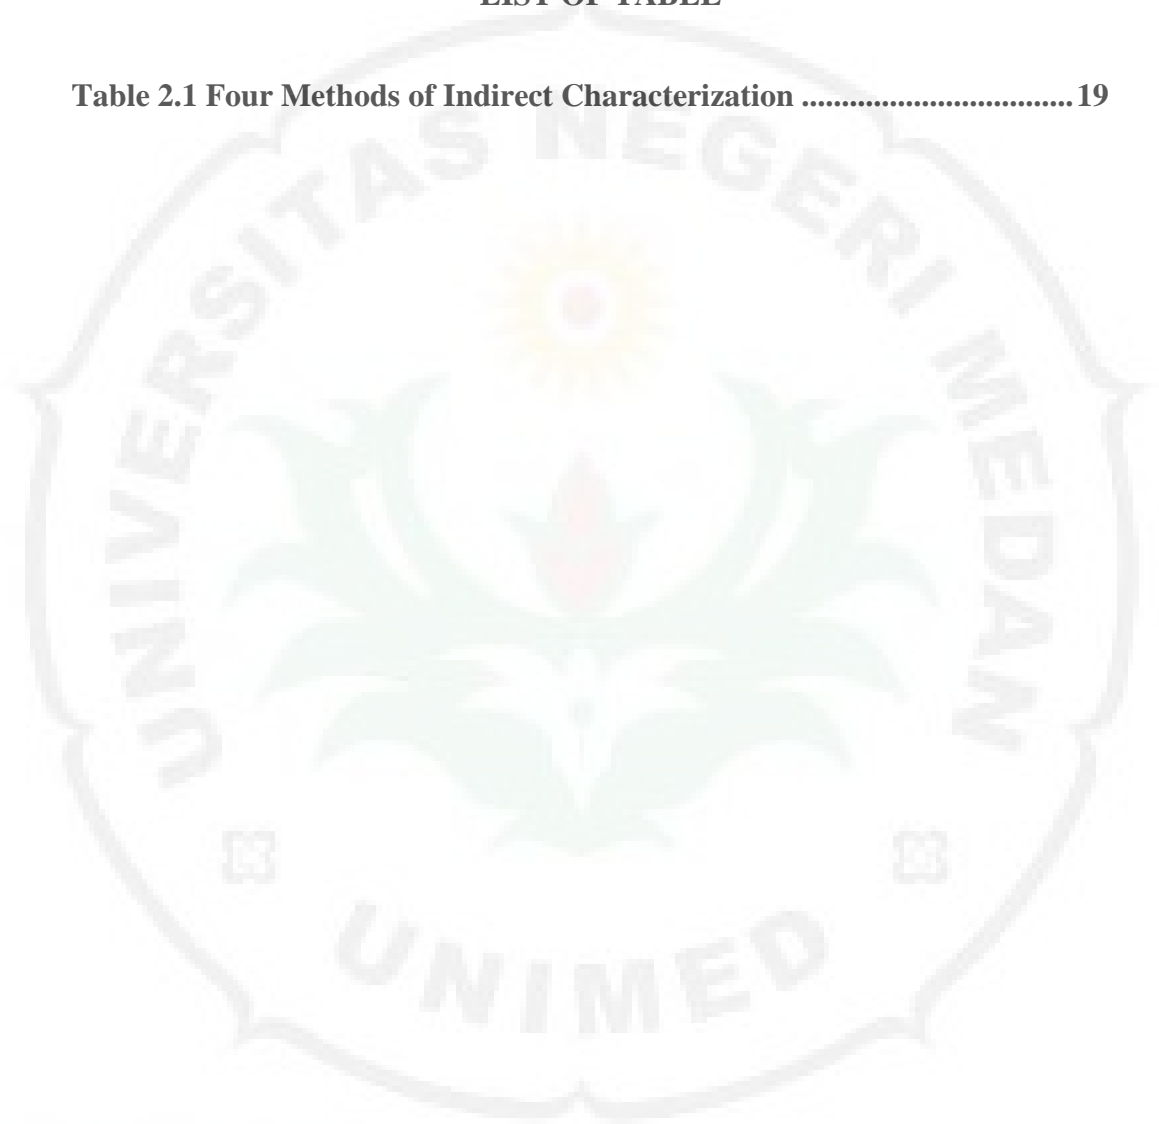 LIST OF TABLE
Table 2.1 Four Methods of Indirect Characterization ................................. 19
UNIVERSITAS NEGERI MEDAN
UNIMED